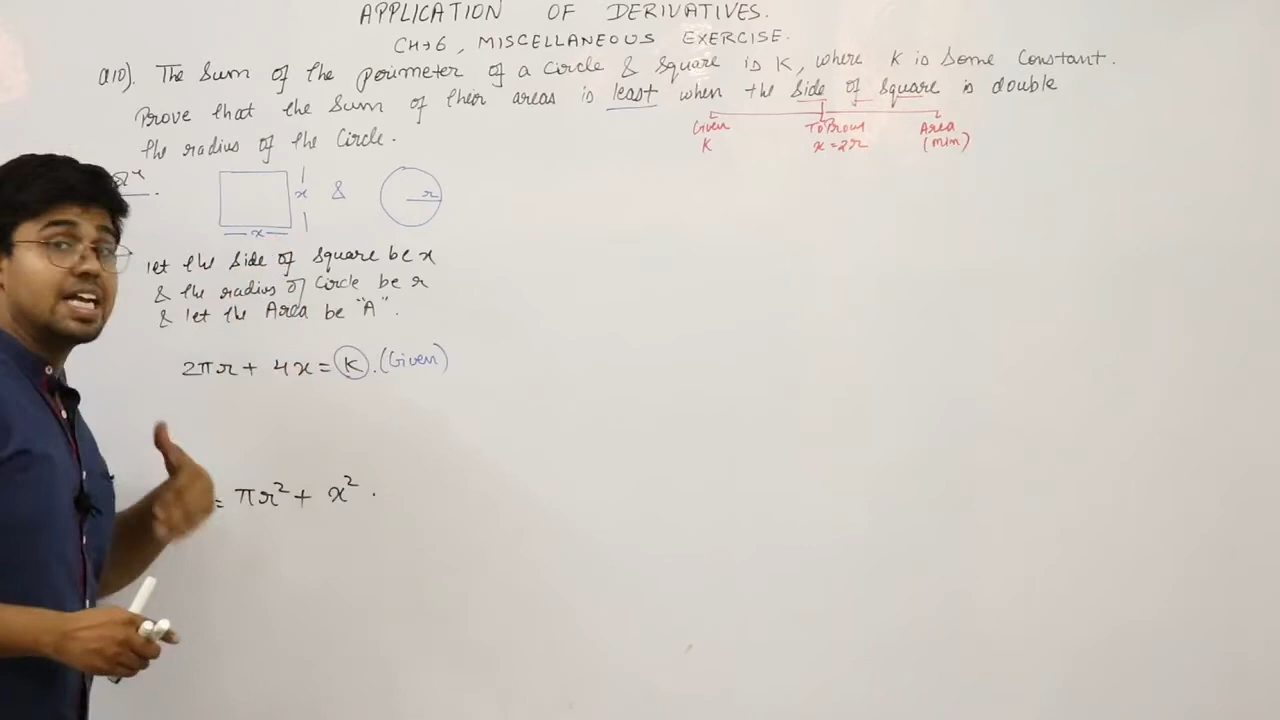 APPLICATION OF DERIVATIVES.
CH→6, MISCELLANEOUS EXERCISE.
Q10). The Sum of the perimeter of a Circle & Square is K, where K is Some Constant.
Prove that the Sum of their areas is least when the Side of Square is double
the radius of the Circle.
Given
K
To Prove
x=2r
Area
(min)
x & r
x
let the Side of Square be x
& the radius of Circle be r
& let the Area be "A".
2πr + 4x = K. (Given)
= πr² + x².